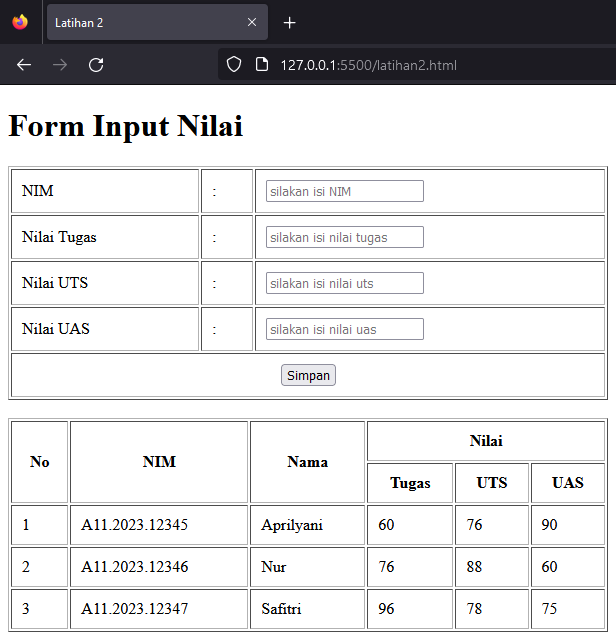 Latihan 2
127.0.0.1:5500/latihan2.html
Form Input Nilai
NIM : silakan isi NIM
Nilai Tugas : silakan isi nilai tugas
Nilai UTS : silakan isi nilai uts
Nilai UAS : silakan isi nilai uas
Simpan
No NIM Nama Nilai
Tugas UTS UAS
1 A11.2023.12345 Aprilyani 60 76 90
2 A11.2023.12346 Nur 76 88 60
3 A11.2023.12347 Safitri 96 78 75